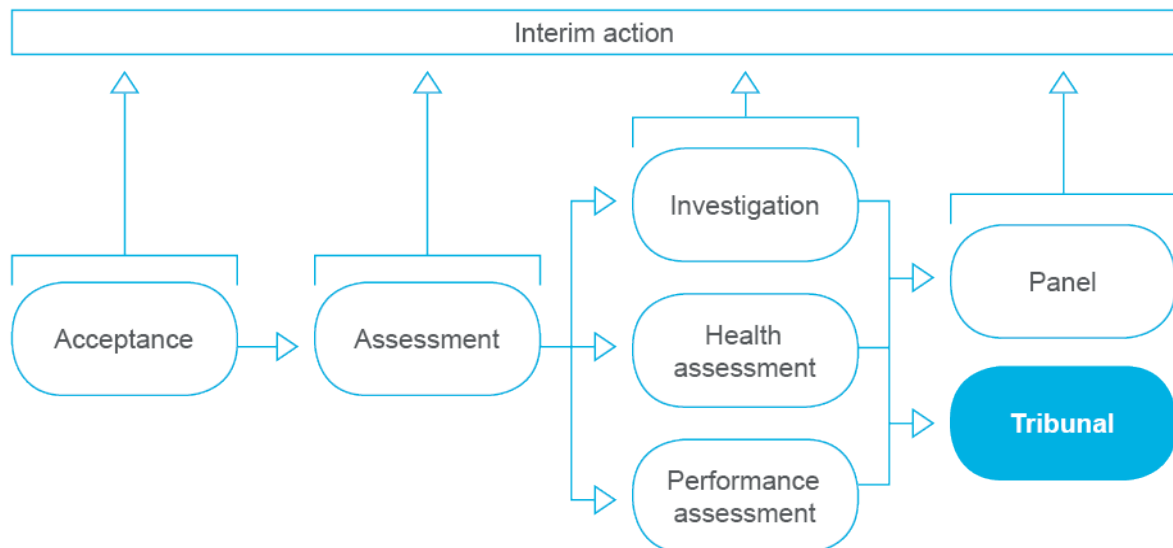 Interim action
Acceptance
Assessment
Investigation
Health
assessment
Performance
assessment
Panel
Tribunal